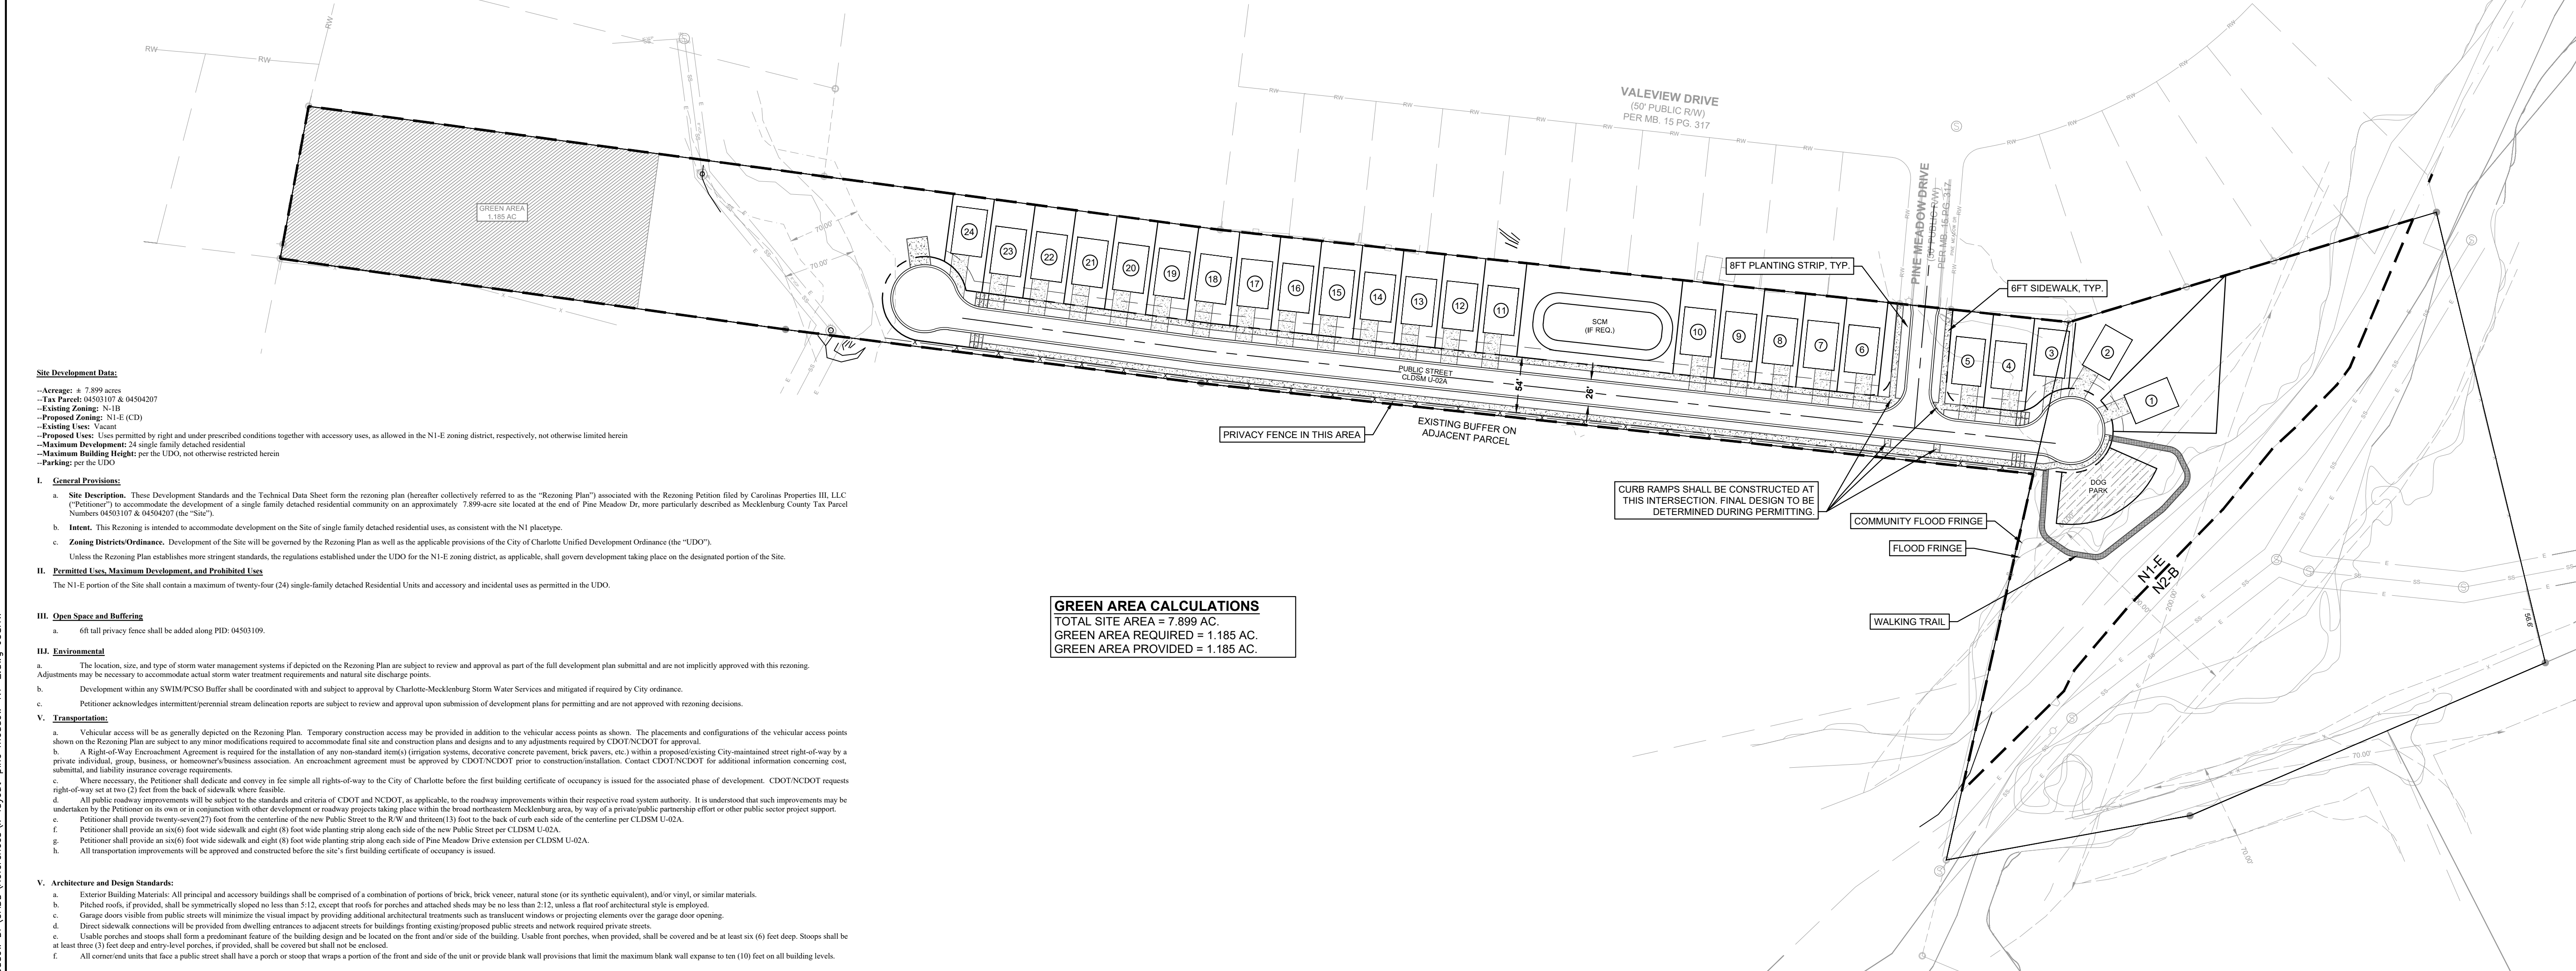 VALEVIEW DRIVE
(50' PUBLIC R/W)
PER MB. 15 PG. 317
PINE MEADOW DRIVE
(50' PUBLIC R/W)
PER MB. 15 PG. 317
GREEN AREA
1.185 AC
70.00'
70.00'
24
23
22
21
20
19
18
17
16
15
14
13
12
11
SCM
(IF REQ.)
10
9
8
7
6
5
4
3
2
1
8FT PLANTING STRIP, TYP.
6FT SIDEWALK, TYP.
PUBLIC STREET
CLDSM U-02A
54'
26'
PRIVACY FENCE IN THIS AREA
EXISTING BUFFER ON
ADJACENT PARCEL
DOG
PARK
CURB RAMPS SHALL BE CONSTRUCTED AT
THIS INTERSECTION. FINAL DESIGN TO BE
DETERMINED DURING PERMITTING.
COMMUNITY FLOOD FRINGE
FLOOD FRINGE
WALKING TRAIL
N1-E
N2-B
200.00'
56.6'
70.00'
70.00'
GREEN AREA CALCULATIONS
TOTAL SITE AREA = 7.899 AC.
GREEN AREA REQUIRED = 1.185 AC.
GREEN AREA PROVIDED = 1.185 AC.
Site Development Data:
--Acreage: ± 7.899 acres
--Tax Parcel: 04503107 & 04504207
--Existing Zoning: N-1B
--Proposed Zoning: N1-E (CD)
--Existing Uses: Vacant
--Proposed Uses: Uses permitted by right and under prescribed conditions together with accessory uses, as allowed in the N1-E zoning district, respectively, not otherwise limited herein
--Maximum Development: 24 single family detached residential
--Maximum Building Height: per the UDO, not otherwise restricted herein
--Parking: per the UDO
I. General Provisions:
a. Site Description. These Development Standards and the Technical Data Sheet form the rezoning plan (hereafter collectively referred to as the “Rezoning Plan”) associated with the Rezoning Petition filed by Carolinas Properties III, LLC
(“Petitioner”) to accommodate the development of a single family detached residential community on an approximately 7.899-acre site located at the end of Pine Meadow Dr, more particularly described as Mecklenburg County Tax Parcel
Numbers 04503107 & 04504207 (the “Site”).
b. Intent. This Rezoning is intended to accommodate development on the Site of single family detached residential uses, as consistent with the N1 placetype.
c. Zoning Districts/Ordinance. Development of the Site will be governed by the Rezoning Plan as well as the applicable provisions of the City of Charlotte Unified Development Ordinance (the “UDO”).
Unless the Rezoning Plan establishes more stringent standards, the regulations established under the UDO for the N1-E zoning district, as applicable, shall govern development taking place on the designated portion of the Site.
II. Permitted Uses, Maximum Development, and Prohibited Uses
The N1-E portion of the Site shall contain a maximum of twenty-four (24) single-family detached Residential Units and accessory and incidental uses as permitted in the UDO.
III. Open Space and Buffering
a. 6ft tall privacy fence shall be added along PID: 04503109.
IIJ. Environmental
a. The location, size, and type of storm water management systems if depicted on the Rezoning Plan are subject to review and approval as part of the full development plan submittal and are not implicitly approved with this rezoning.
Adjustments may be necessary to accommodate actual storm water treatment requirements and natural site discharge points.
b. Development within any SWIM/PCSO Buffer shall be coordinated with and subject to approval by Charlotte-Mecklenburg Storm Water Services and mitigated if required by City ordinance.
c. Petitioner acknowledges intermittent/perennial stream delineation reports are subject to review and approval upon submission of development plans for permitting and are not approved with rezoning decisions.
V. Transportation:
a. Vehicular access will be as generally depicted on the Rezoning Plan. Temporary construction access may be provided in addition to the vehicular access points as shown. The placements and configurations of the vehicular access points
shown on the Rezoning Plan are subject to any minor modifications required to accommodate final site and construction plans and designs and to any adjustments required by CDOT/NCDOT for approval.
b. A Right-of-Way Encroachment Agreement is required for the installation of any non-standard item(s) (irrigation systems, decorative concrete pavement, brick pavers, etc.) within a proposed/existing City-maintained street right-of-way by a
private individual, group, business, or homeowner's/business association. An encroachment agreement must be approved by CDOT/NCDOT prior to construction/installation. Contact CDOT/NCDOT for additional information concerning cost,
submittal, and liability insurance coverage requirements.
c. Where necessary, the Petitioner shall dedicate and convey in fee simple all rights-of-way to the City of Charlotte before the first building certificate of occupancy is issued for the associated phase of development. CDOT/NCDOT requests
right-of-way set at two (2) feet from the back of sidewalk where feasible.
d. All public roadway improvements will be subject to the standards and criteria of CDOT and NCDOT, as applicable, to the roadway improvements within their respective road system authority. It is understood that such improvements may be
undertaken by the Petitioner on its own or in conjunction with other development or roadway projects taking place within the broad northeastern Mecklenburg area, by way of a private/public partnership effort or other public sector project support.
e. Petitioner shall provide twenty-seven(27) foot from the centerline of the new Public Street to the R/W and thriteen(13) foot to the back of curb each side of the centerline per CLDSM U-02A.
f. Petitioner shall provide an six(6) foot wide sidewalk and eight (8) foot wide planting strip along each side of the new Public Street per CLDSM U-02A.
g. Petitioner shall provide an six(6) foot wide sidewalk and eight (8) foot wide planting strip along each side of Pine Meadow Drive extension per CLDSM U-02A.
h. All transportation improvements will be approved and constructed before the site’s first building certificate of occupancy is issued.
V. Architecture and Design Standards:
a. Exterior Building Materials: All principal and accessory buildings shall be comprised of a combination of portions of brick, brick veneer, natural stone (or its synthetic equivalent), and/or vinyl, or similar materials.
b. Pitched roofs, if provided, shall be symmetrically sloped no less than 5:12, except that roofs for porches and attached sheds may be no less than 2:12, unless a flat roof architectural style is employed.
c. Garage doors visible from public streets will minimize the visual impact by providing additional architectural treatments such as translucent windows or projecting elements over the garage door opening.
d. Direct sidewalk connections will be provided from dwelling entrances to adjacent streets for buildings fronting existing/proposed public streets and network required private streets.
e. Usable porches and stoops shall form a predominant feature of the building design and be located on the front and/or side of the building. Usable front porches, when provided, shall be covered and be at least six (6) feet deep. Stoops shall be
at least three (3) feet deep and entry-level porches, if provided, shall be covered but shall not be enclosed.
f. All corner/end units that face a public street shall have a porch or stoop that wraps a portion of the front and side of the unit or provide blank wall provisions that limit the maximum blank wall expanse to ten (10) feet on all building levels.